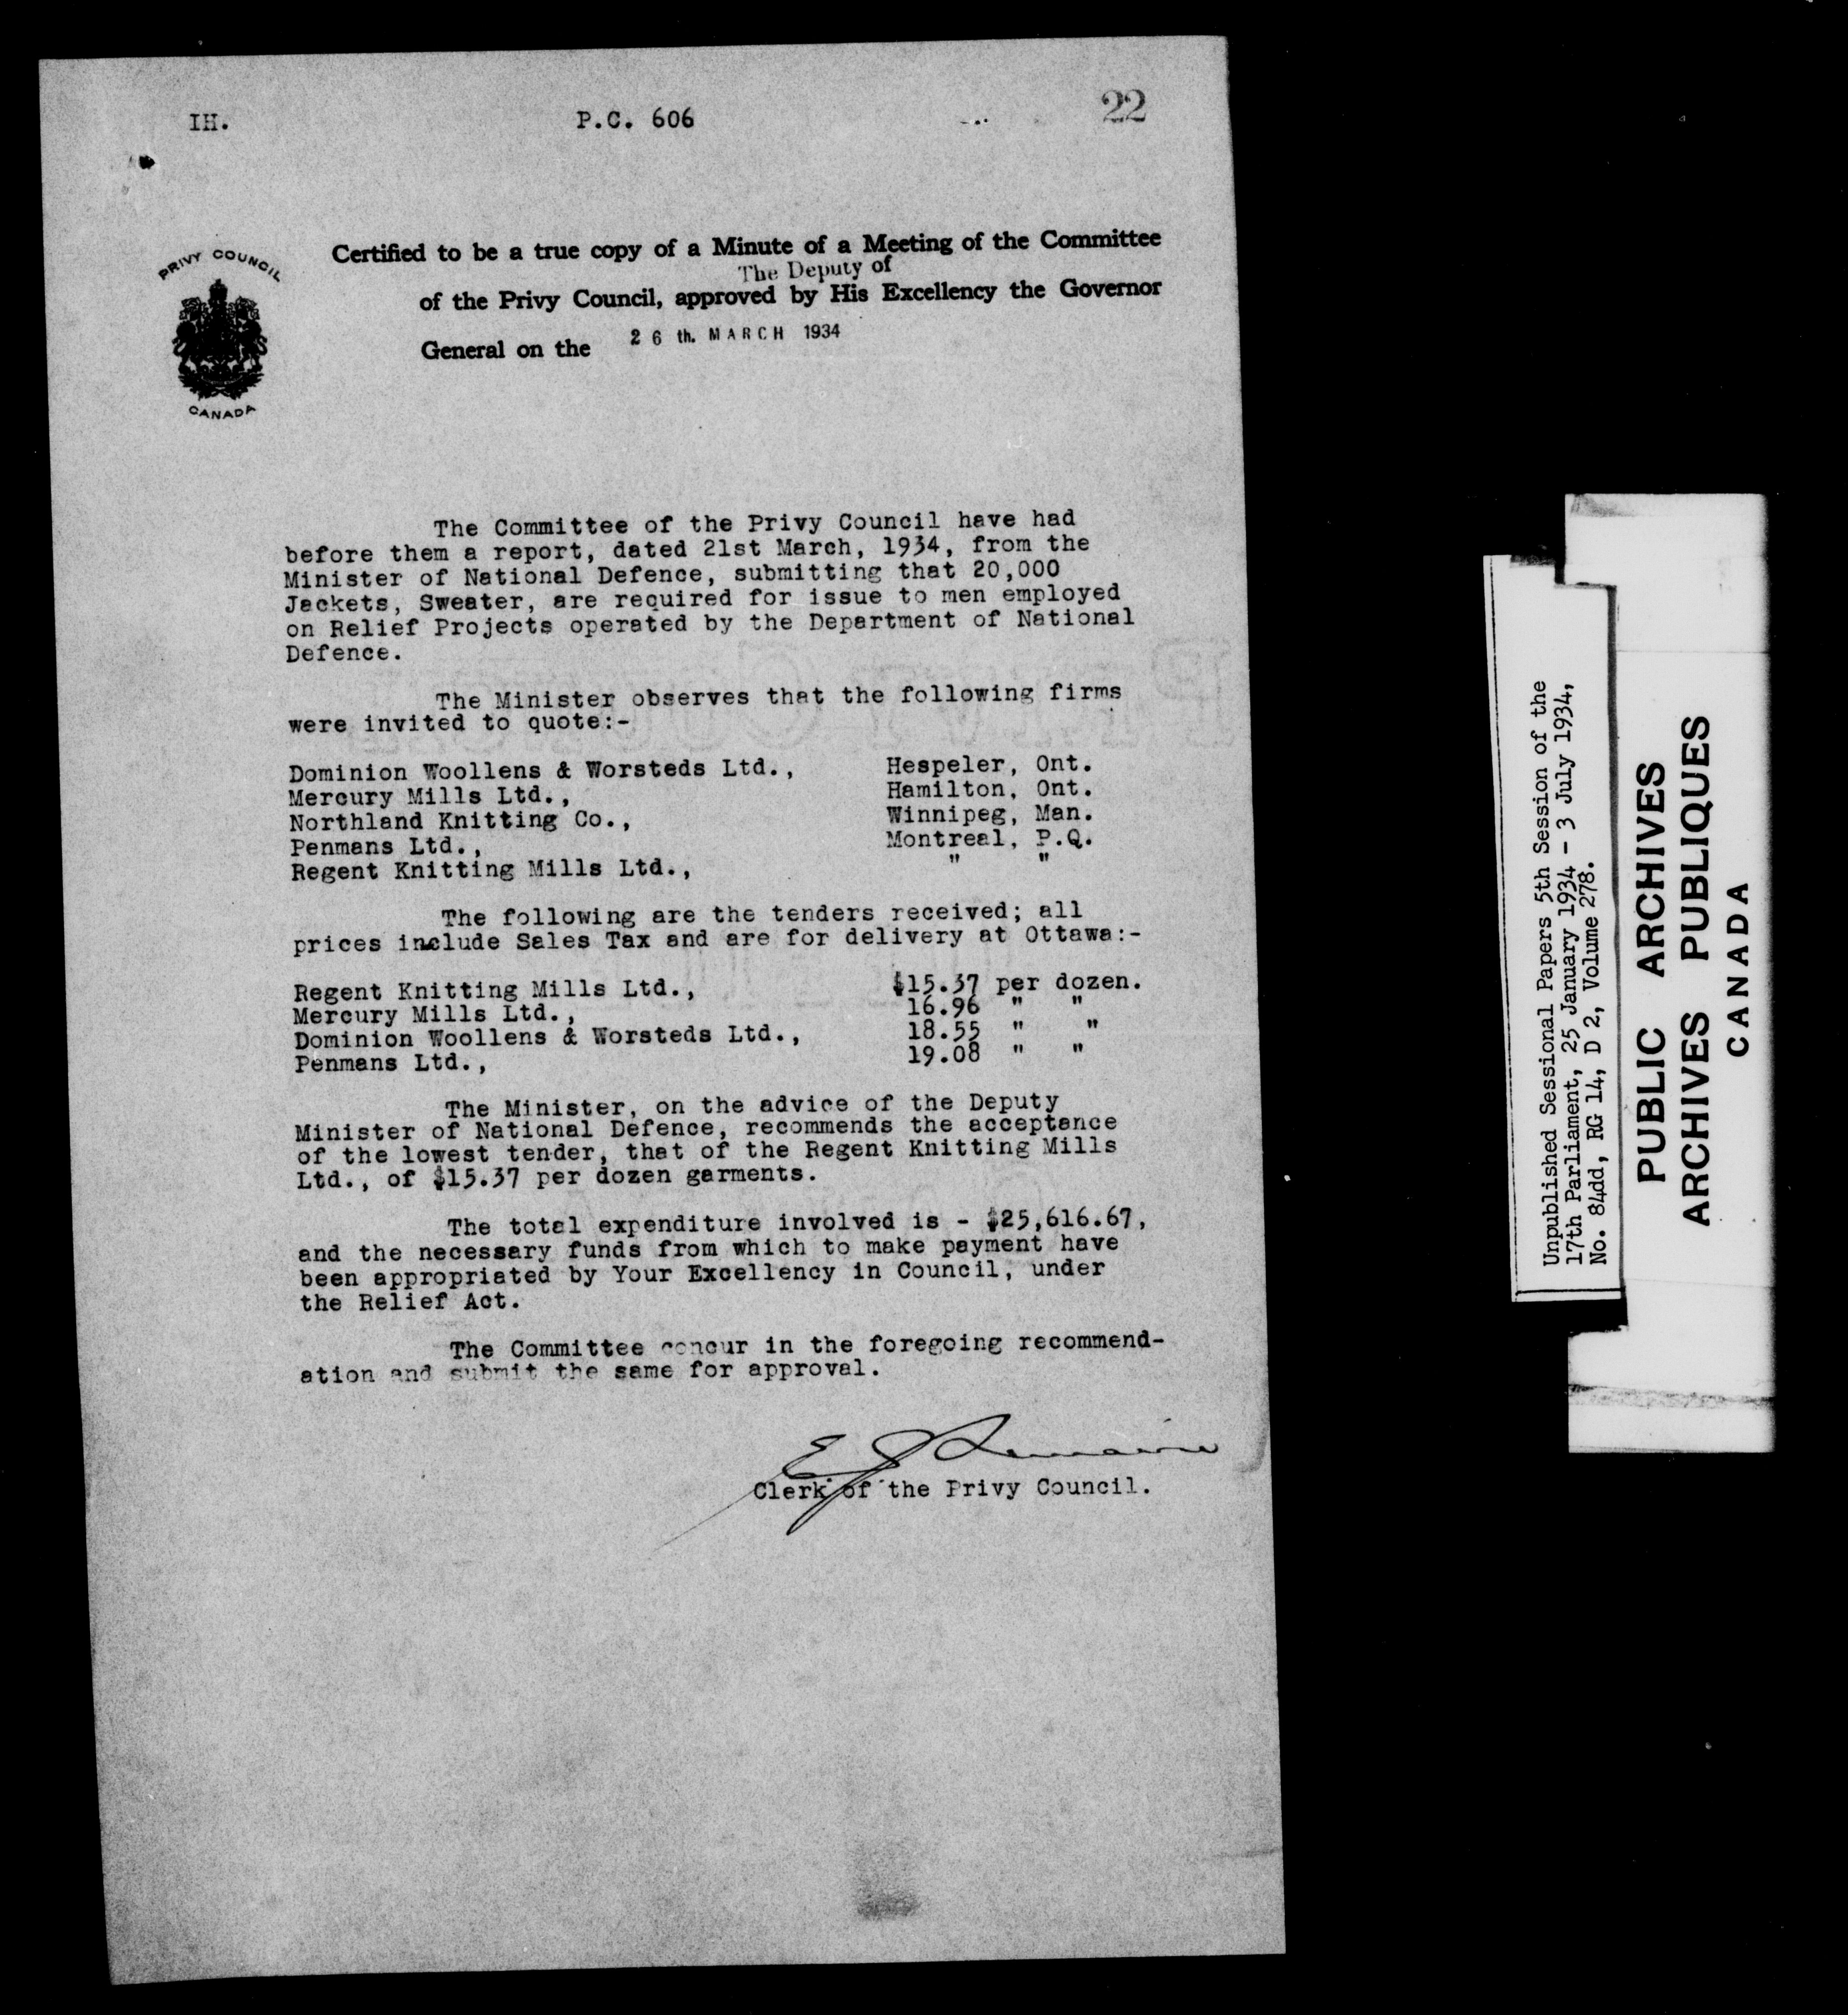 IH.
P.C. 606
22
PRIVY COUNCIL
CANADA
Certified to be a true copy of a Minute of a Meeting of the Committee
The Deputy of
of the Privy Council, approved by His Excellency the Governor
General on the 26 th. MARCH 1934
The Committee of the Privy Council have had
before them a report, dated 21st March, 1934, from the
Minister of National Defence, submitting that 20,000
Jackets, Sweater, are required for issue to men employed
on Relief Projects operated by the Department of National
Defence.
The Minister observes that the following firms
were invited to quote:-
Dominion Woollens & Worsteds Ltd., Hespeler, Ont.
Mercury Mills Ltd., Hamilton, Ont.
Northland Knitting Co., Winnipeg, Man.
Penmans Ltd., Montreal, P.Q.
Regent Knitting Mills Ltd., " "
The following are the tenders received; all
prices include Sales Tax and are for delivery at Ottawa:-
Regent Knitting Mills Ltd., $15.37 per dozen.
Mercury Mills Ltd., 16.96 " "
Dominion Woollens & Worsteds Ltd., 18.55 " "
Penmans Ltd., 19.08 " "
The Minister, on the advice of the Deputy
Minister of National Defence, recommends the acceptance
of the lowest tender, that of the Regent Knitting Mills
Ltd., of $15.37 per dozen garments.
The total expenditure involved is - $25,616.67,
and the necessary funds from which to make payment have
been appropriated by Your Excellency in Council, under
the Relief Act.
The Committee concur in the foregoing recommend-
ation and submit the same for approval.
E J Lemaire
Clerk of the Privy Council.
Unpublished Sessional Papers 5th Session of the
17th Parliament, 25 January 1934 - 3 July 1934,
No. 84dd, RG 14, D 2, Volume 278.
PUBLIC ARCHIVES
ARCHIVES PUBLIQUES
CANADA